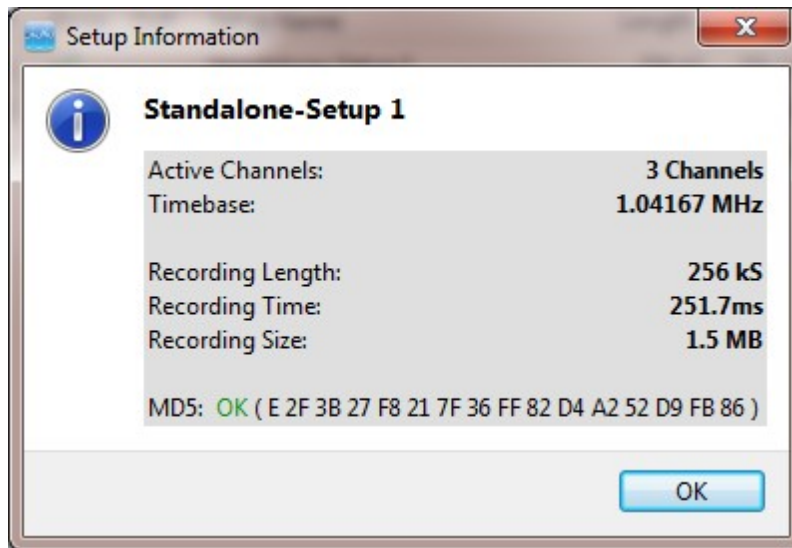 Setup Information
Standalone-Setup 1
Active Channels: 3 Channels
Timebase: 1.04167 MHz
Recording Length: 256 kS
Recording Time: 251.7ms
Recording Size: 1.5 MB
MD5: OK ( E 2F 3B 27 F8 21 7F 36 FF 82 D4 A2 52 D9 FB 86 )
OK